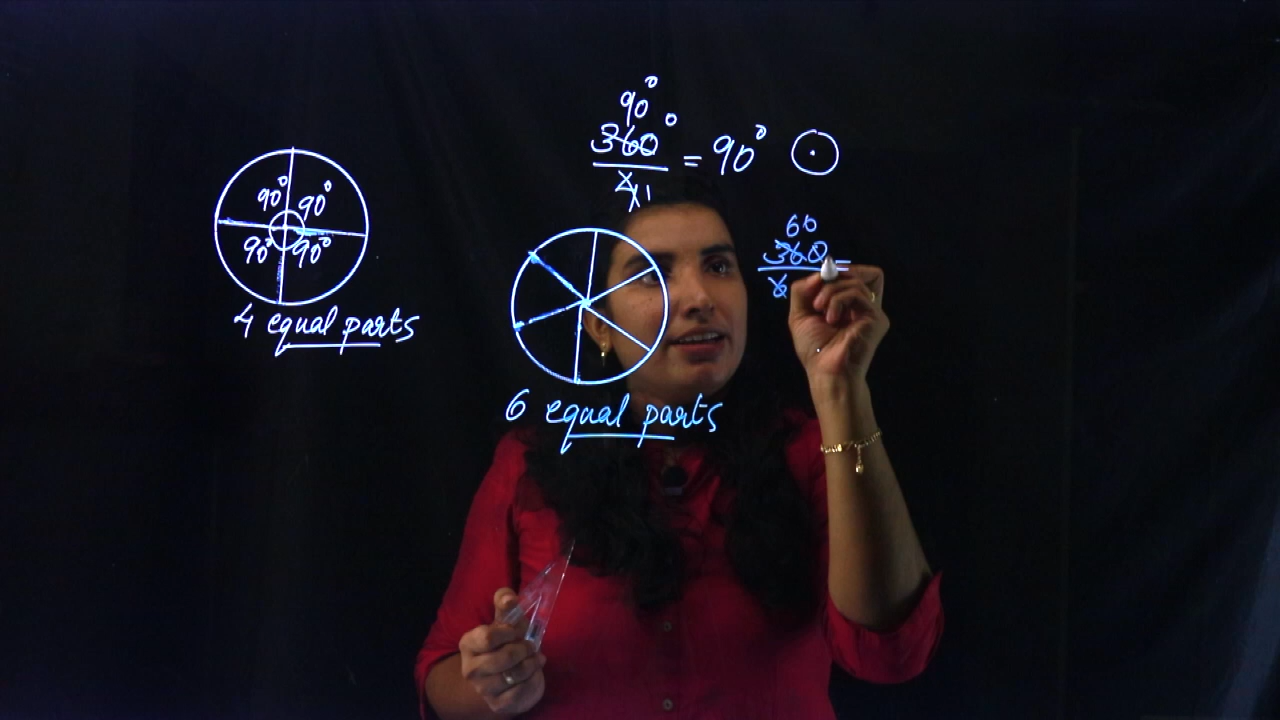 90°
360° = 90°
4 1
90° 90°
90° 90°
4 equal parts
60
360 =
6
6 equal parts